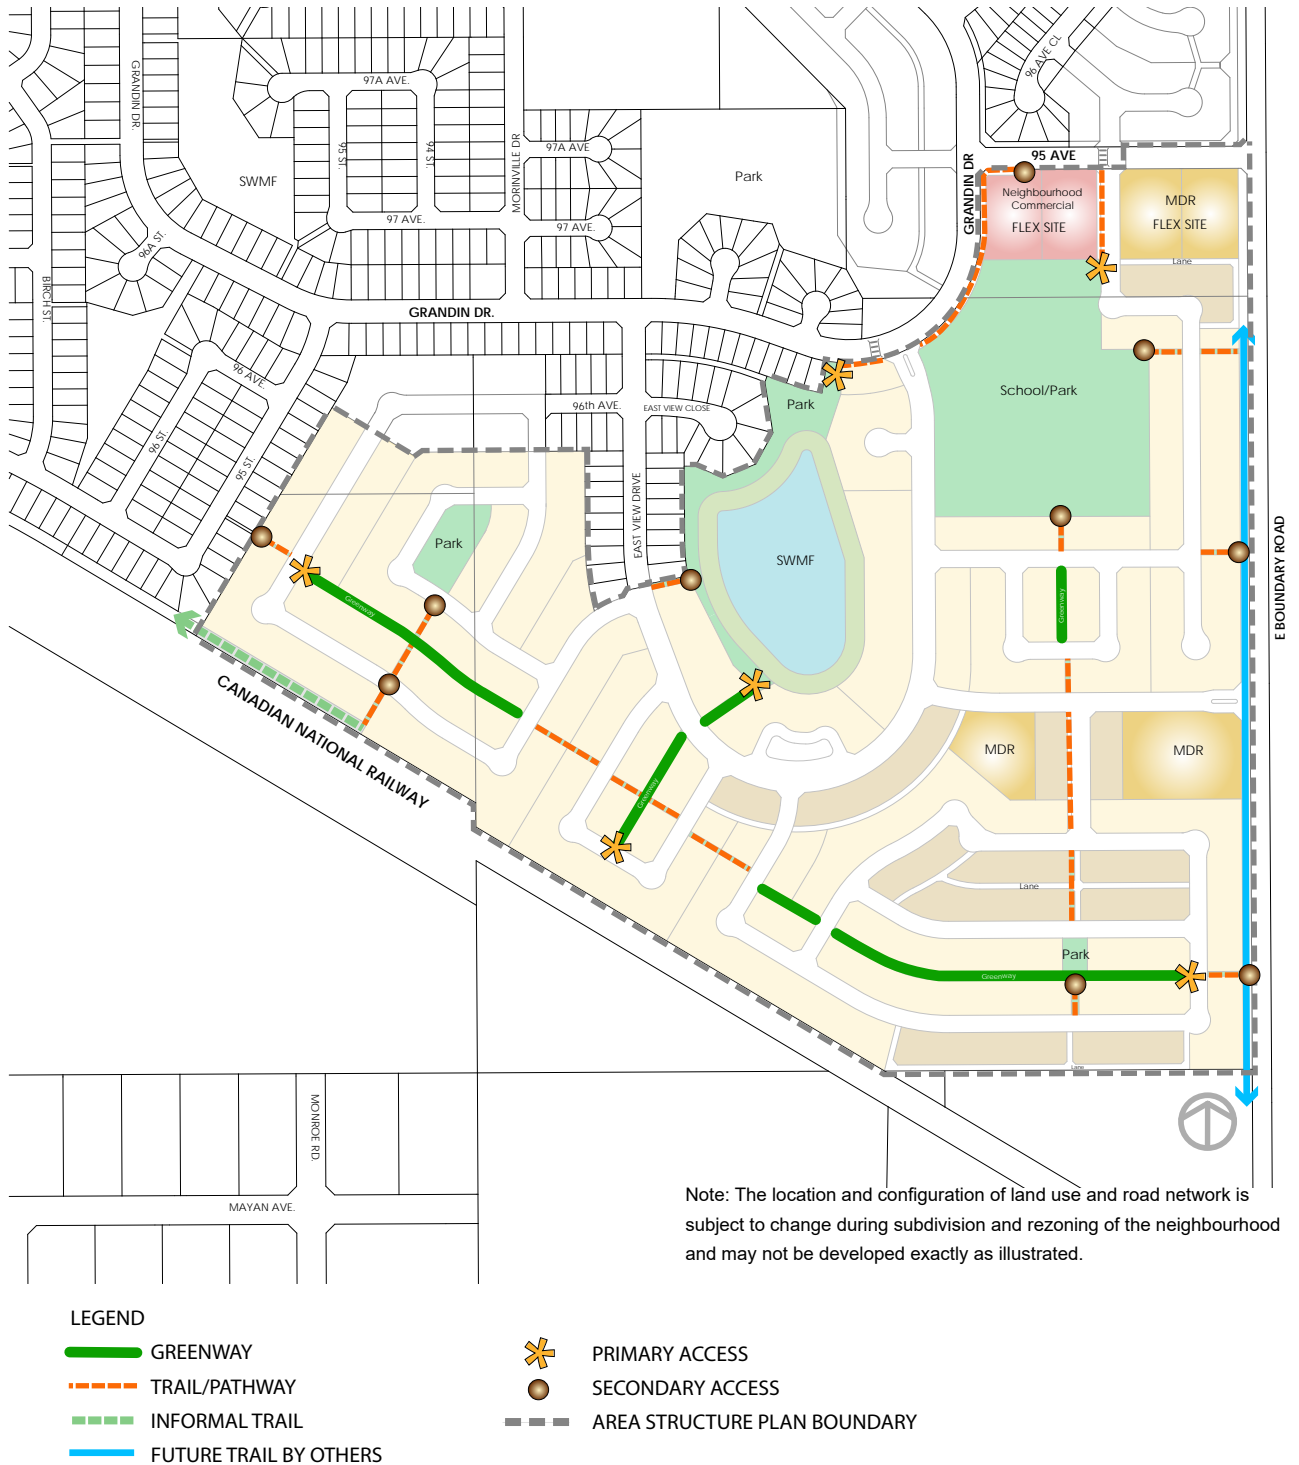 GRANDIN DR.
97A AVE.
95 ST.
94 ST.
MORINVILLE DR
97A AVE
SWMF
97 AVE.
97 AVE.
96A ST.
BIRCH ST.
Park
96 AVE CL
GRANDIN DR
95 AVE
Neighbourhood
Commercial
FLEX SITE
MDR
FLEX SITE
Lane
GRANDIN DR.
96 AVE.
96 ST.
95 ST.
96th AVE.
EAST VIEW CLOSE
EAST VIEW DRIVE
Park
School/Park
SWMF
Park
E BOUNDARY ROAD
Greenway
Greenway
CANADIAN NATIONAL RAILWAY
Greenway
MDR
MDR
Lane
Park
Greenway
Lane
MONROE RD.
MAYAN AVE.
Note: The location and configuration of land use and road network is
subject to change during subdivision and rezoning of the neighbourhood
and may not be developed exactly as illustrated.
LEGEND
GREENWAY
TRAIL/PATHWAY
INFORMAL TRAIL
FUTURE TRAIL BY OTHERS
PRIMARY ACCESS
SECONDARY ACCESS
AREA STRUCTURE PLAN BOUNDARY